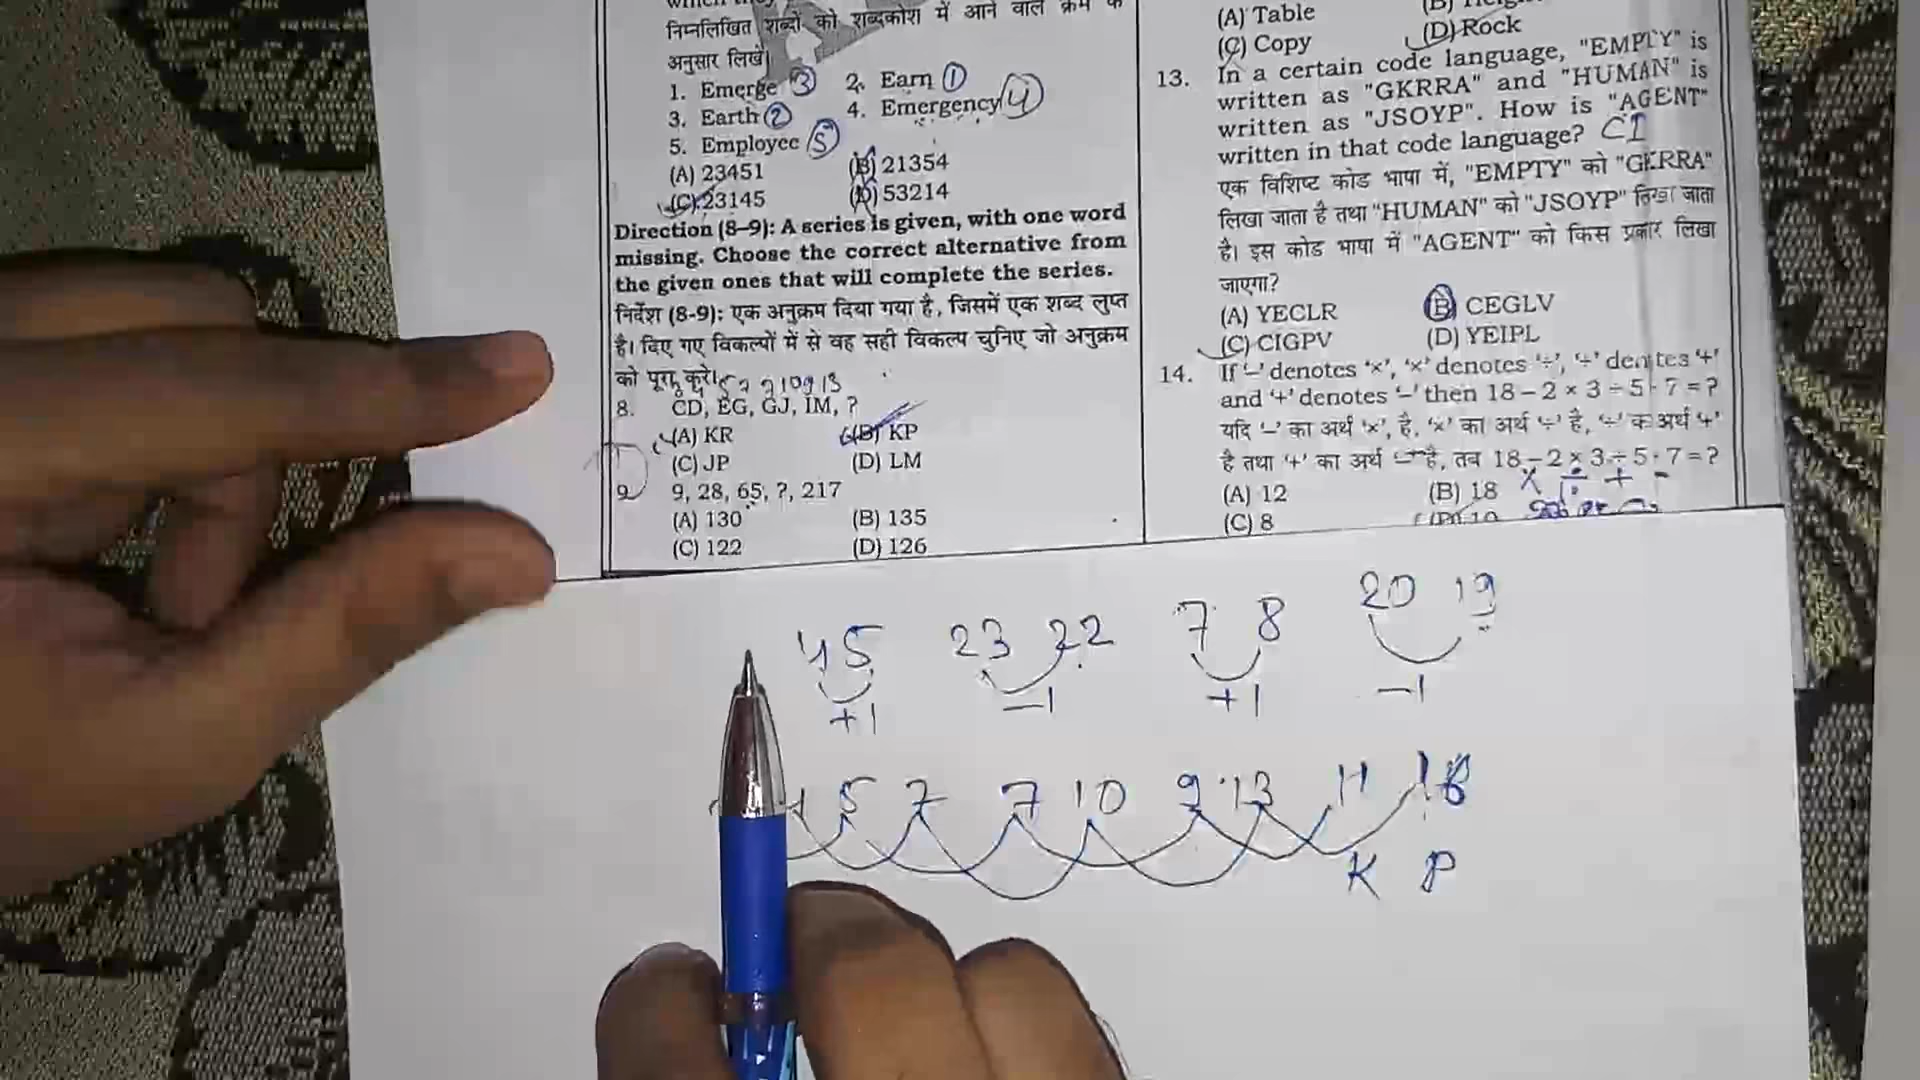 निम्नलिखित शब्दों को शब्दकोश में आने वाले क्रम के
अनुसार लिखें।
1. Emerge 3 2. Earn 1
3. Earth 2 4. Emergency 4
5. Employee 5
(A) 23451 (B) 21354
(C) 23145 (D) 53214
Direction (8–9): A series is given, with one word
missing. Choose the correct alternative from
the given ones that will complete the series.
निर्देश (8-9): एक अनुक्रम दिया गया है, जिसमें एक शब्द लुप्त
है। दिए गए विकल्पों में से वह सही विकल्प चुनिए जो अनुक्रम
को पूरा करे।
8. CD, EG, GJ, IM, ?
(A) KR (B) KP
(C) JP (D) LM
9 9, 28, 65, ?, 217
(A) 130 (B) 135
(C) 122 (D) 126
(A) Table
(C) Copy (D) Rock
13. In a certain code language, "EMPTY" is
written as "GKRRA" and "HUMAN" is
written as "JSOYP". How is "AGENT"
written in that code language? CI
एक विशिष्ट कोड भाषा में, "EMPTY" को "GKRRA"
लिखा जाता है तथा "HUMAN" को "JSOYP" लिखा जाता
है। इस कोड भाषा में "AGENT" को किस प्रकार लिखा
जाएगा?
(A) YECLR (B) CEGLV
(C) CIGPV (D) YEIPL
14. If '–' denotes '×', '×' denotes '÷', '÷' denotes '+'
and '+' denotes '–' then 18 – 2 × 3 ÷ 5 + 7 = ?
यदि '–' का अर्थ '×', है, '×' का अर्थ '÷' है, '÷' क अर्थ '+'
है तथा '+' का अर्थ '–' है, तब 18 – 2 × 3 ÷ 5 + 7 = ?
(A) 12 (B) 18 × ÷ + -
(C) 8 (D) 10
4 5 23 22 7 8 20 19
+1 –1 +1 –1
5 7 7 10 9 13 11 16
K P